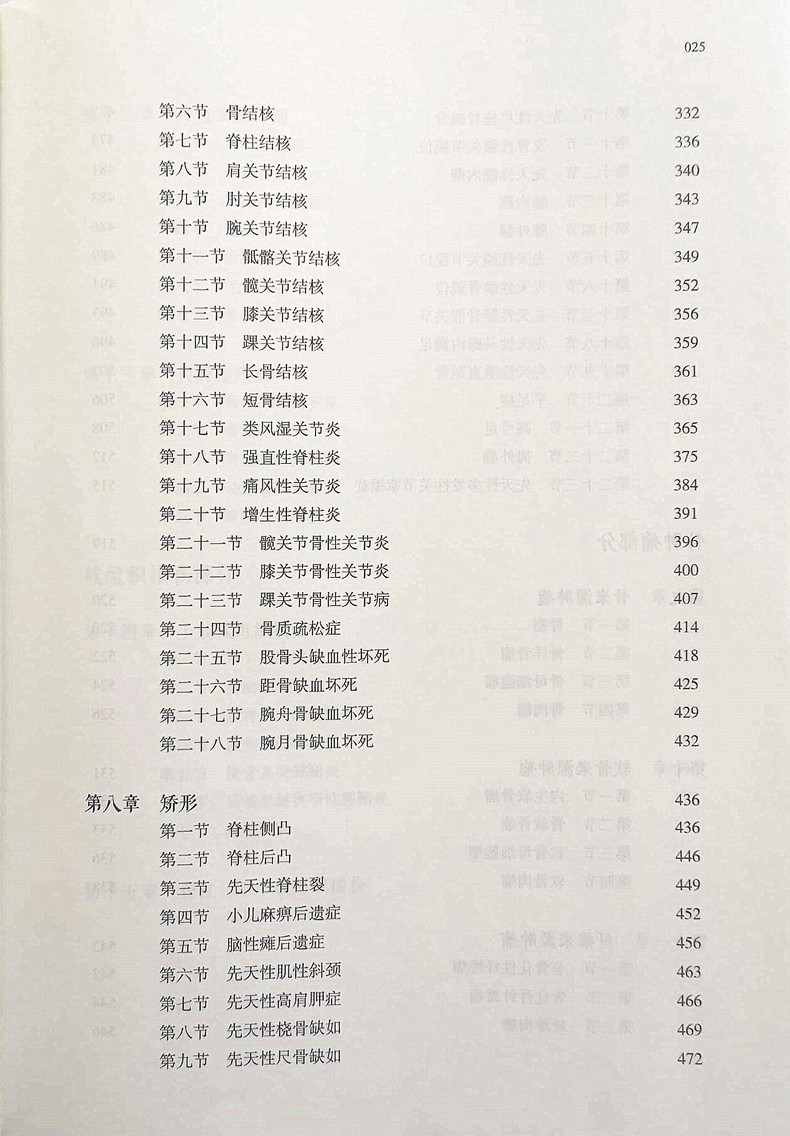 025
第六节 骨结核 332
第七节 脊柱结核 336
第八节 肩关节结核 340
第九节 肘关节结核 343
第十节 腕关节结核 347
第十一节 骶髂关节结核 349
第十二节 髋关节结核 352
第十三节 膝关节结核 356
第十四节 踝关节结核 359
第十五节 长骨结核 361
第十六节 短骨结核 363
第十七节 类风湿关节炎 365
第十八节 强直性脊柱炎 375
第十九节 痛风性关节炎 384
第二十节 增生性脊柱炎 391
第二十一节 髋关节骨性关节炎 396
第二十二节 膝关节骨性关节炎 400
第二十三节 踝关节骨性关节病 407
第二十四节 骨质疏松症 414
第二十五节 股骨头缺血性坏死 418
第二十六节 距骨缺血坏死 425
第二十七节 腕舟骨缺血坏死 429
第二十八节 腕月骨缺血坏死 432
第八章 矫形 436
第一节 脊柱侧凸 436
第二节 脊柱后凸 446
第三节 先天性脊柱裂 449
第四节 小儿麻痹后遗症 452
第五节 脑性瘫后遗症 456
第六节 先天性肌性斜颈 463
第七节 先天性高肩胛症 466
第八节 先天性桡骨缺如 469
第九节 先天性尺骨缺如 472